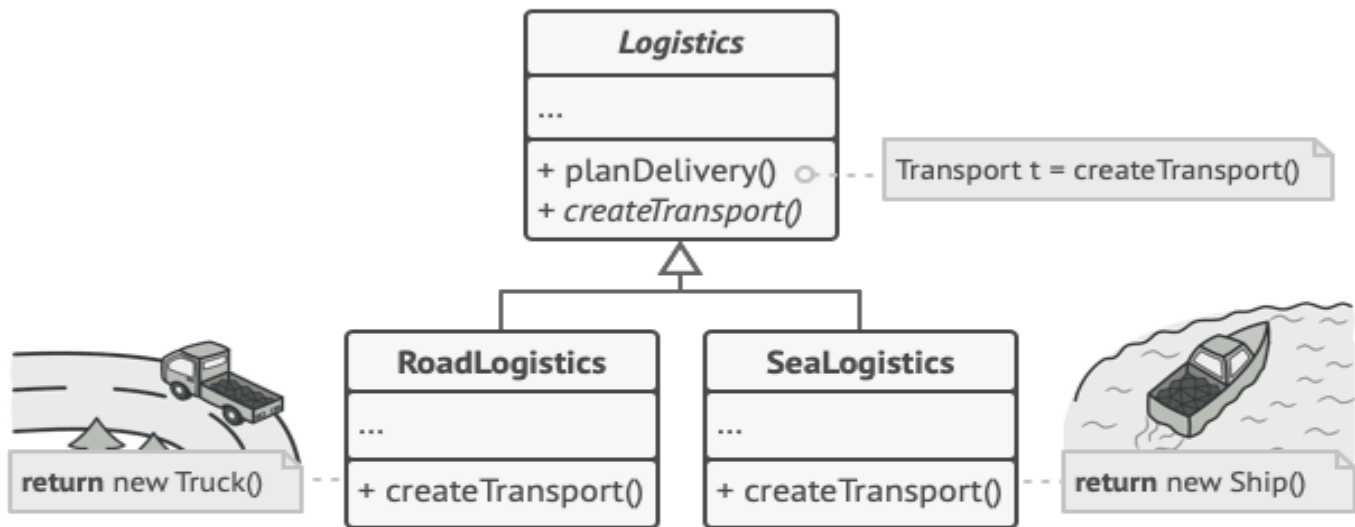 Logistics
...
+ planDelivery()
+ createTransport()
Transport t = createTransport()
RoadLogistics
...
+ createTransport()
return new Truck()
SeaLogistics
...
+ createTransport()
return new Ship()